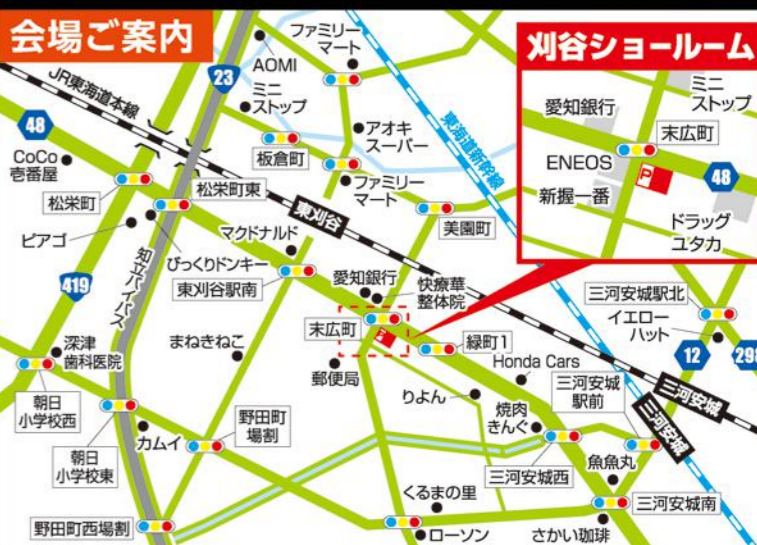 会場ご案内
AOMI
ファミリー
マート
23
ミニ
ストップ
JR東海道本線
48
CoCo
壱番屋
アオキ
スーパー
板倉町
ファミリー
マート
東海道新幹線
松栄町
松栄町東
東刈谷
美園町
ピアゴ
びっくりドンキー
マクドナルド
知立バイパス
419
東刈谷駅南
愛知銀行
快療華
整体院
末広町
P
緑町1
深津
歯科医院
まねきねこ
郵便局
Honda Cars
りよん
朝日
小学校西
朝日
小学校東
カムイ
野田町
場割
焼肉
きんぐ
三河安城
駅前
三河安城西
魚魚丸
三河安城南
くるまの里
ローソン
さかい珈琲
野田町西場割
三河安城駅北
イエロー
ハット
12
298
三河安城
三河安城
刈谷ショールーム
ミニ
ストップ
愛知銀行
末広町
ENEOS
P
48
新握一番
ドラッグ
ユタカ